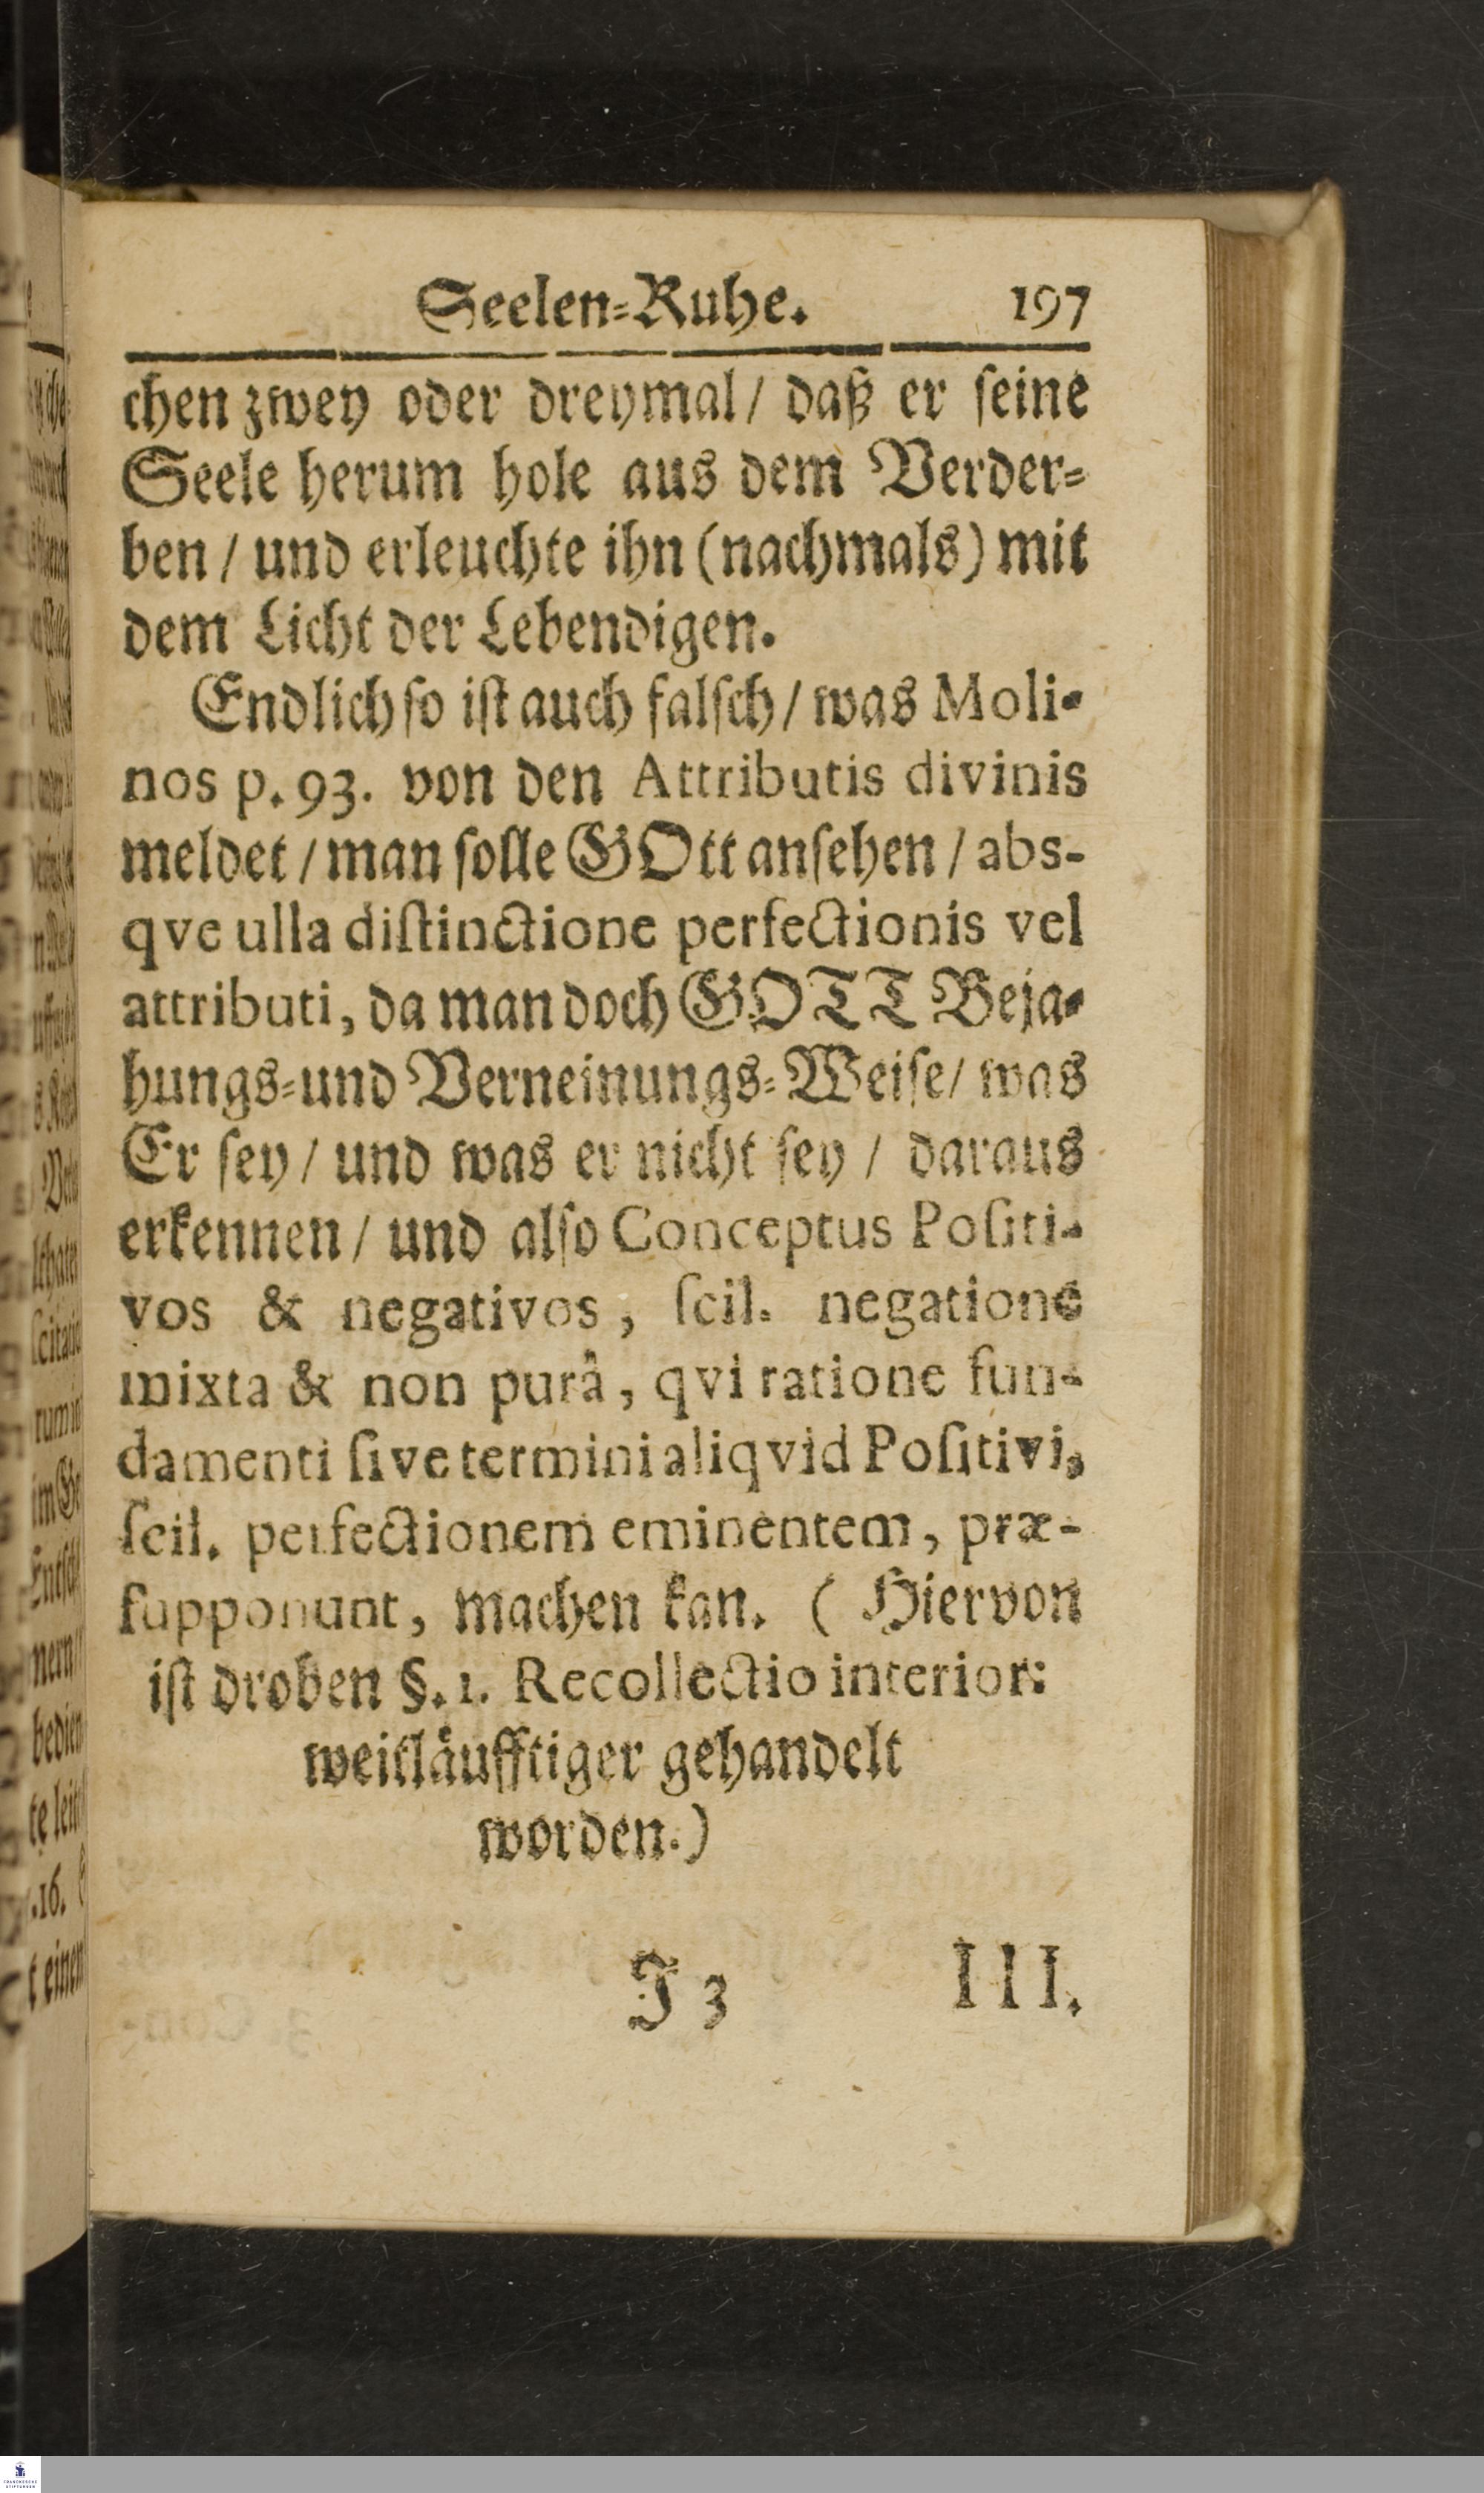 Seelen-Ruhe. 197
chen zwey oder dreymal/ daß er ſeine
Seele herum hole aus dem Verder-
ben / und erleuchte ihn (nachmals) mit
dem Licht der Lebendigen.
Endlich ſo iſt auch falſch / was Moli-
nos p. 93. von den Attributis divinis
meldet / man ſolle GOtt anſehen / abs-
qve ulla diſtinctione perfectionis vel
attributi, da man doch GOTT Beja-
hungs-und Verneinungs-Weiſe/ was
Er ſey / und was er nicht ſey / daraus
erkennen / und alſo Conceptus Poſiti-
vos & negativos, ſcil. negatione
mixta & non purâ, qvi ratione fun-
damenti ſive termini aliqvid Poſitivi,
ſcil. perfectionem eminentem, præ-
ſupponunt, machen kan. ( Hiervon
iſt droben §. 1. Recollectio interior:
weitläufftiger gehandelt
worden.)
J 3 III.